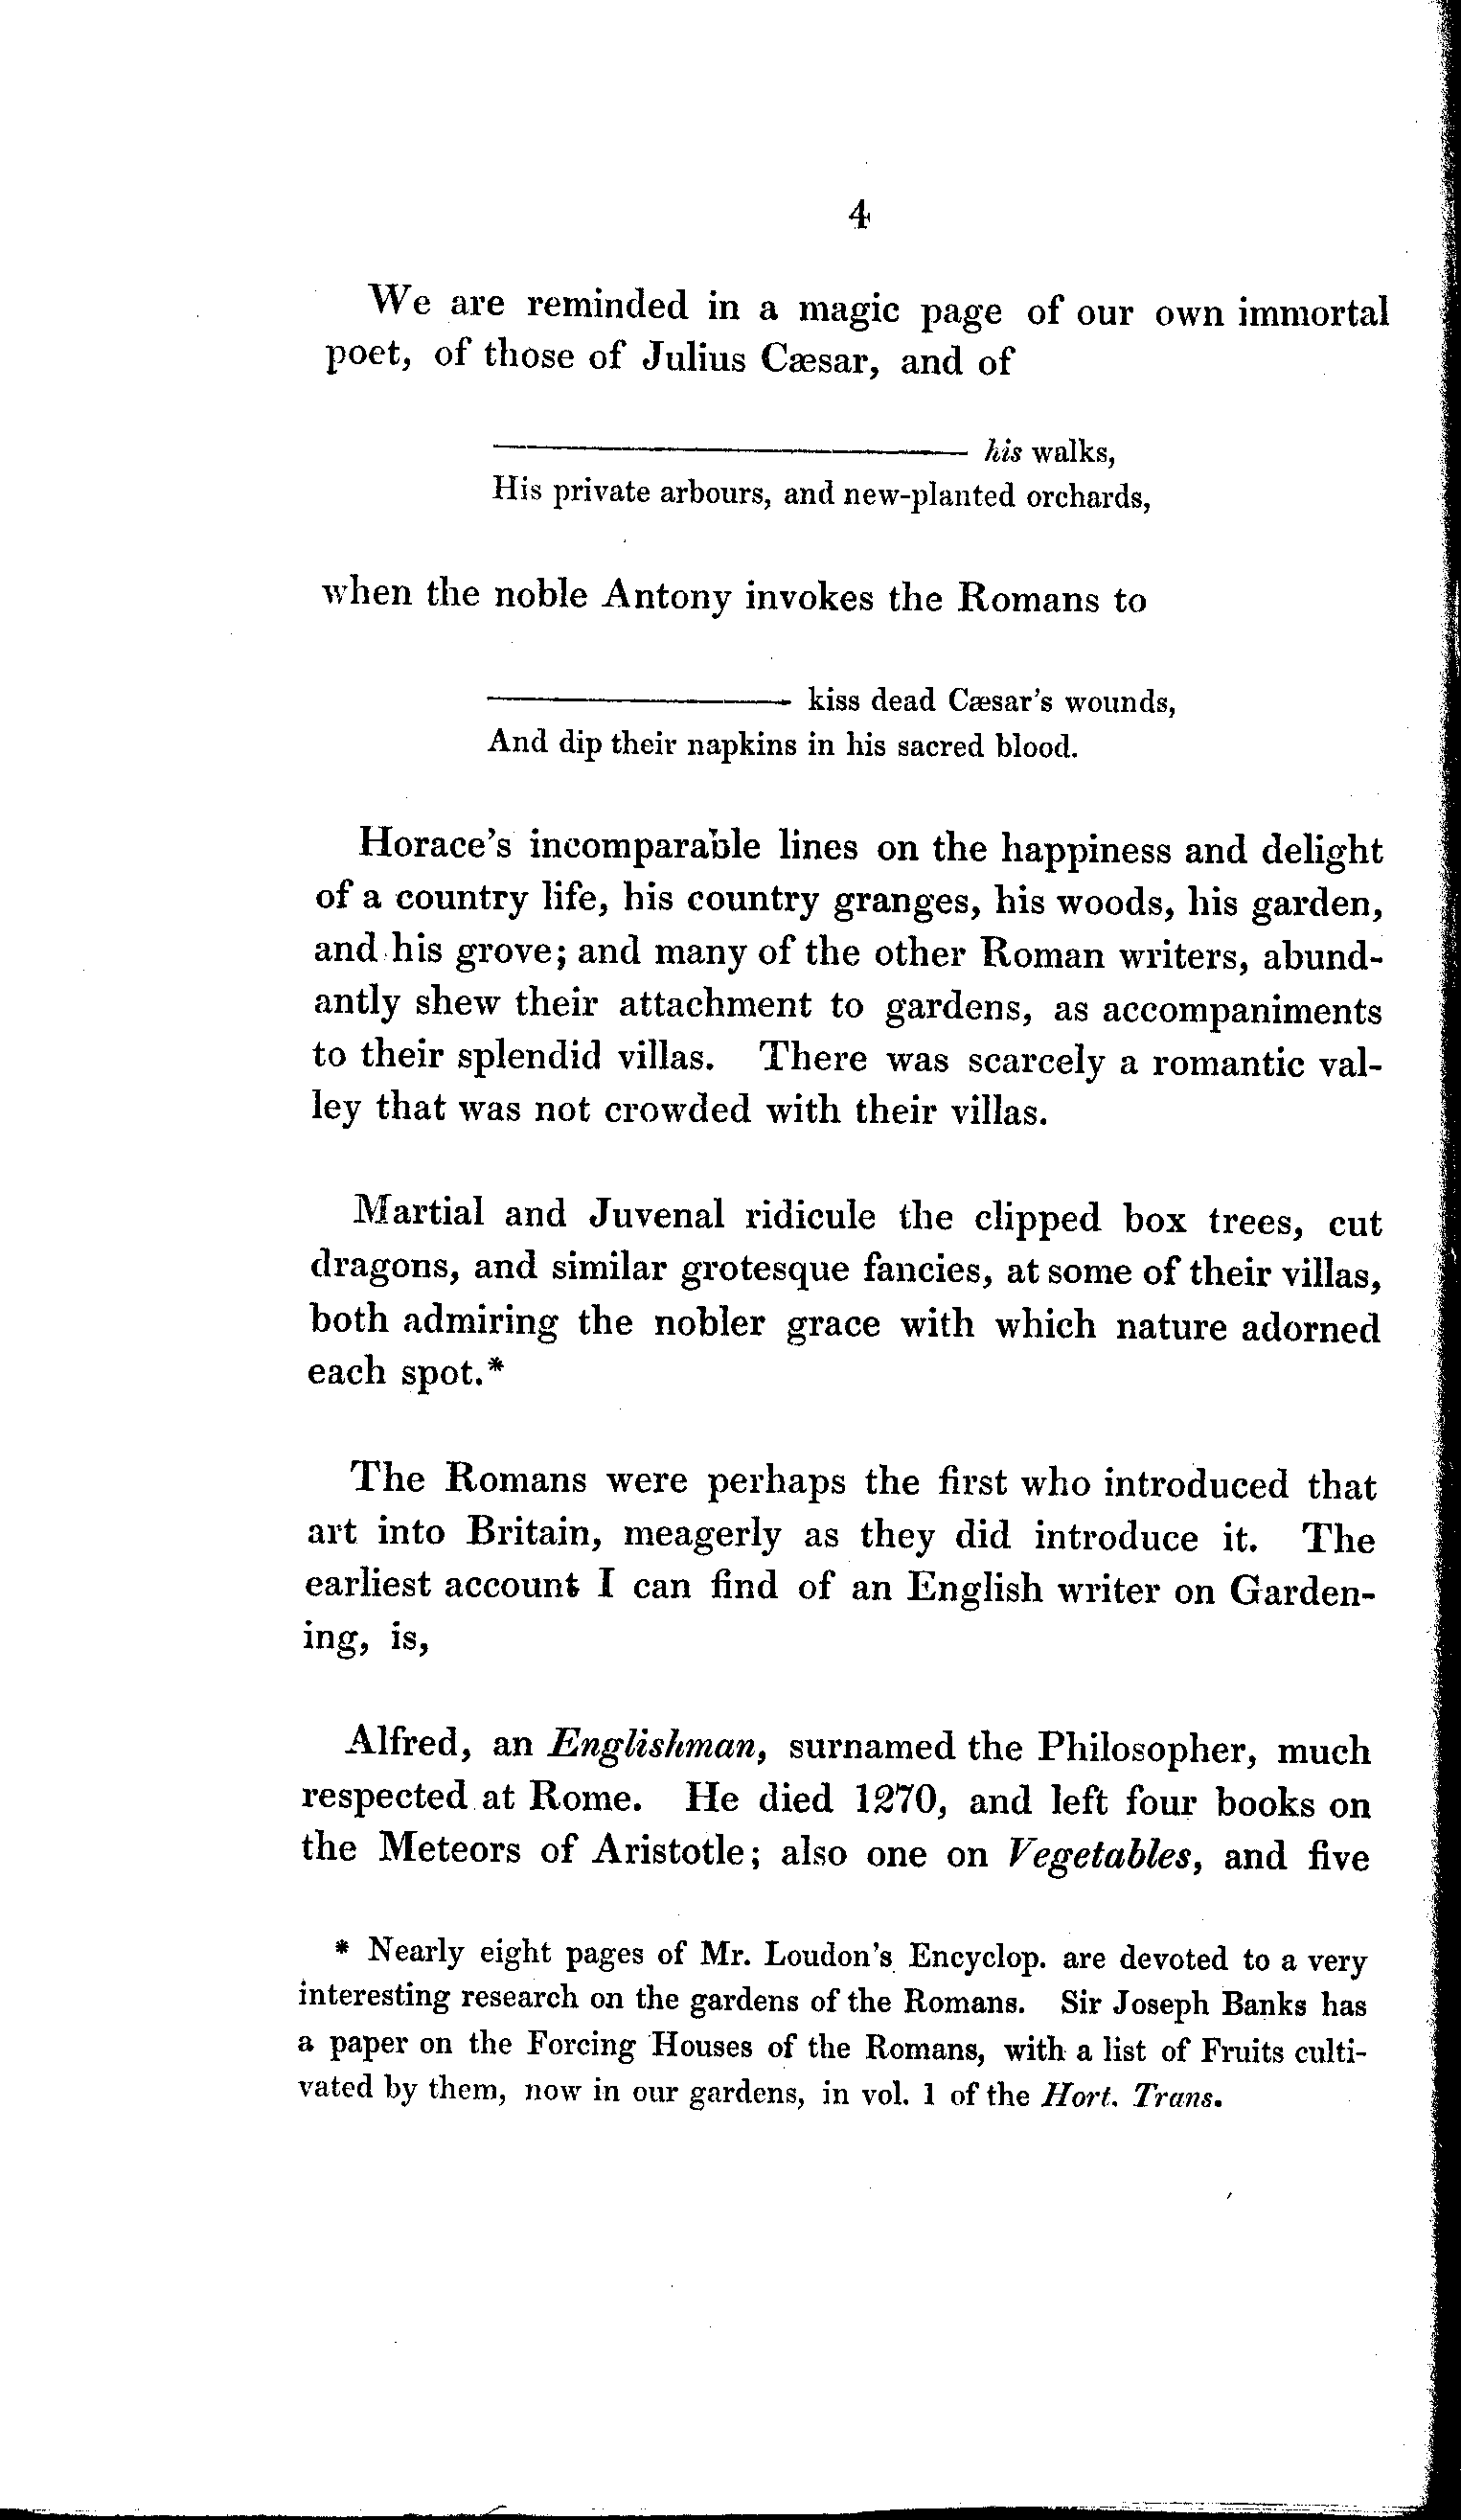 4
We are reminded in a magic page of our own immortal
poet, of those of Julius Cæsar, and of
——————————— his walks,
His private arbours, and new-planted orchards,
when the noble Antony invokes the Romans to
——————— kiss dead Cæsar's wounds,
And dip their napkins in his sacred blood.
Horace's incomparable lines on the happiness and delight
of a country life, his country granges, his woods, his garden,
and his grove; and many of the other Roman writers, abund-
antly shew their attachment to gardens, as accompaniments
to their splendid villas. There was scarcely a romantic val-
ley that was not crowded with their villas.
Martial and Juvenal ridicule the clipped box trees, cut
dragons, and similar grotesque fancies, at some of their villas,
both admiring the nobler grace with which nature adorned
each spot.*
The Romans were perhaps the first who introduced that
art into Britain, meagerly as they did introduce it. The
earliest account I can find of an English writer on Garden-
ing, is,
Alfred, an Englishman, surnamed the Philosopher, much
respected at Rome. He died 1270, and left four books on
the Meteors of Aristotle; also one on Vegetables, and five
* Nearly eight pages of Mr. Loudon's Encyclop. are devoted to a very
interesting research on the gardens of the Romans. Sir Joseph Banks has
a paper on the Forcing Houses of the Romans, with a list of Fruits culti-
vated by them, now in our gardens, in vol. 1 of the Hort. Trans.